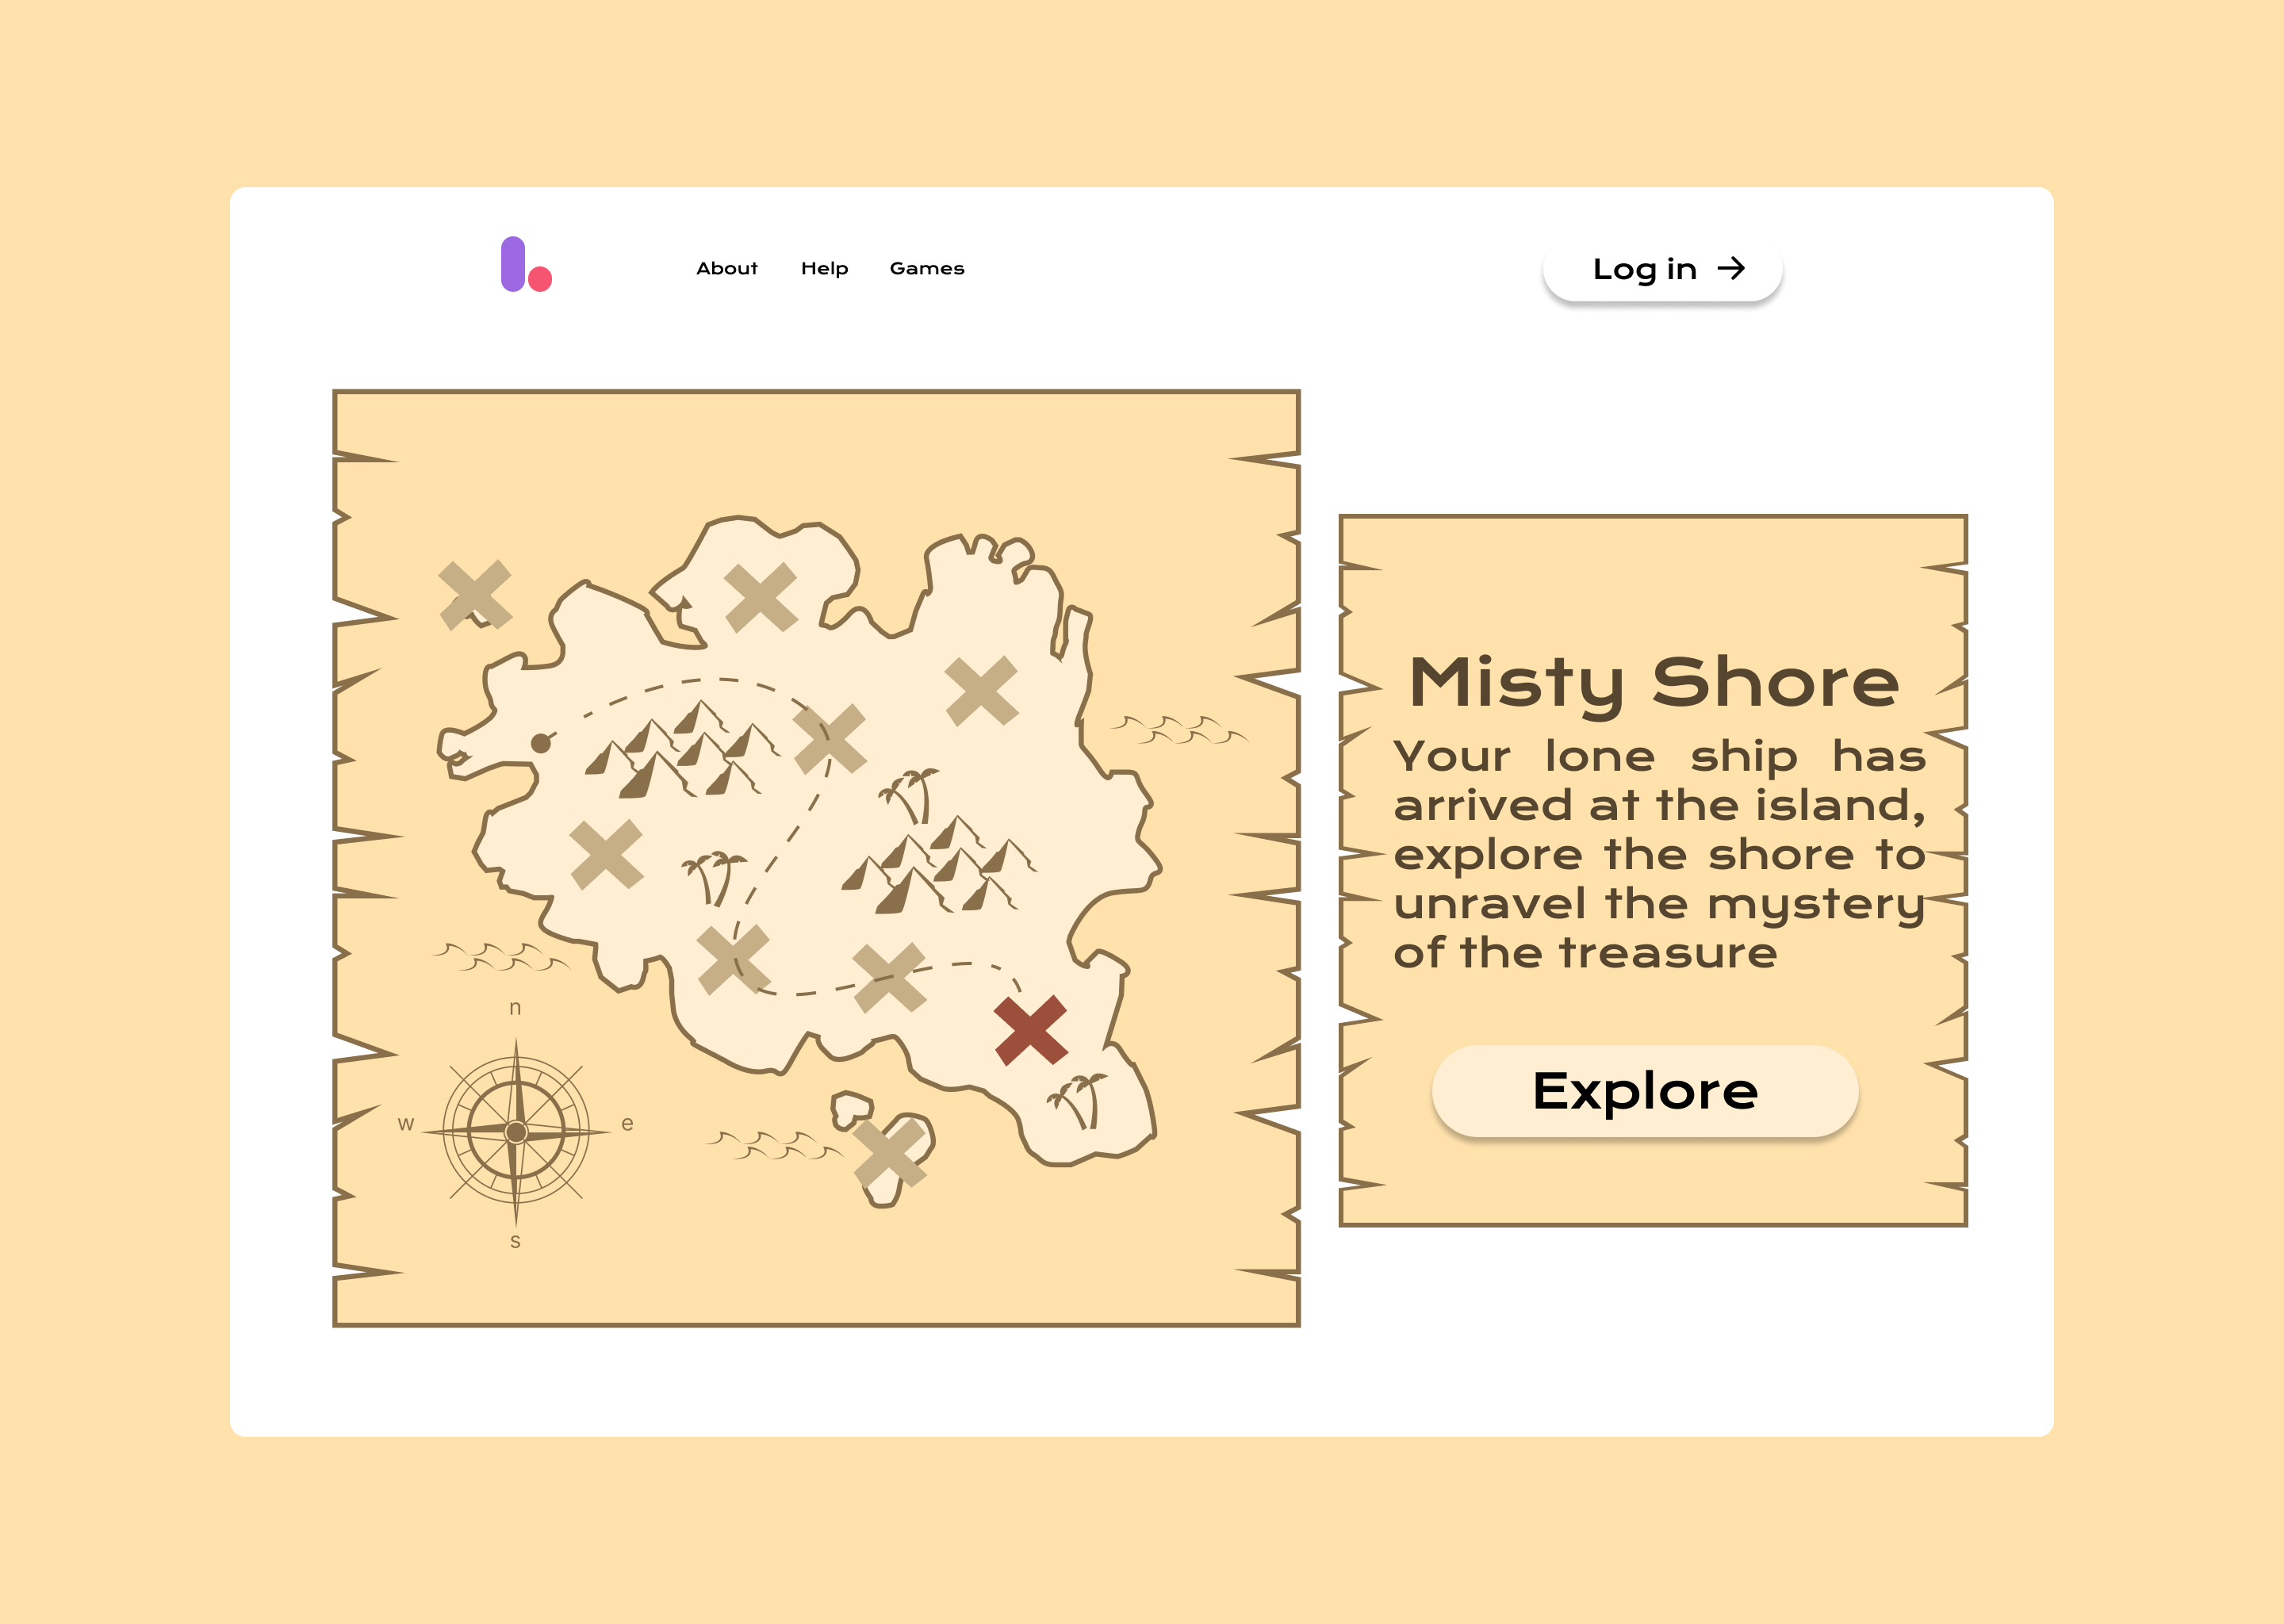 About Help Games
Log in
n
w e
s
Misty Shore
Your lone ship has
arrived at the island,
explore the shore to
unravel the mystery
of the treasure
Explore